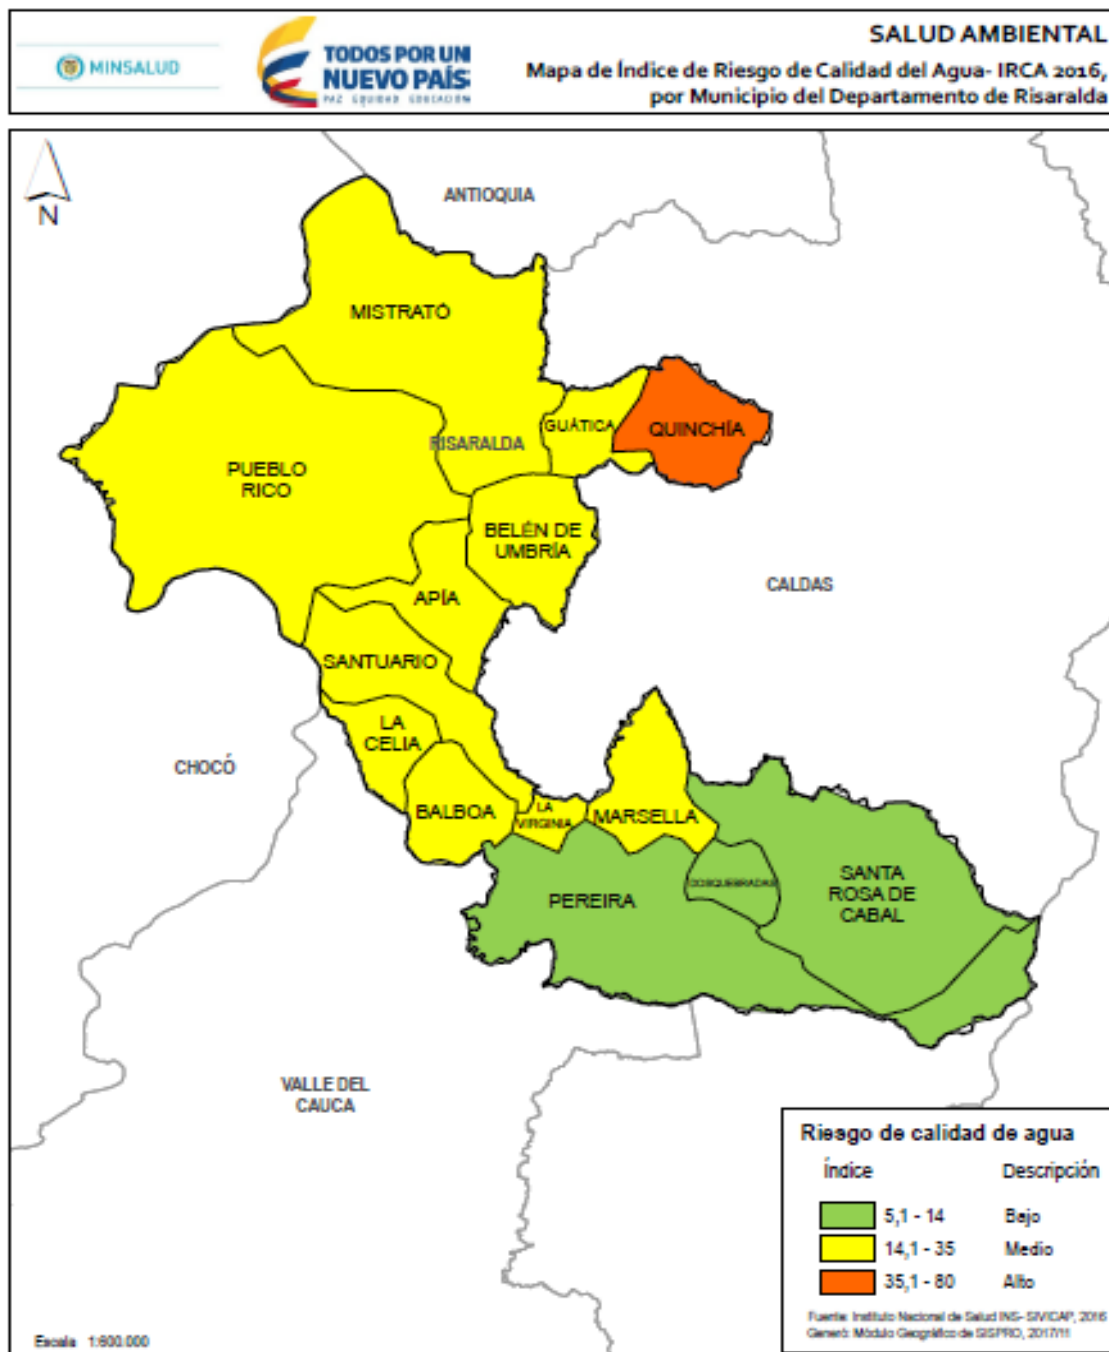 MINSALUD
TODOS POR UN
NUEVO PAÍS
PAZ EQUIDAD EDUCACIÓN
SALUD AMBIENTAL
Mapa de Índice de Riesgo de Calidad del Agua- IRCA 2016,
por Municipio del Departamento de Risaralda
N
ANTIOQUIA
MISTRATÓ
GUÁTICA
QUINCHÍA
RISARALDA
PUEBLO
RICO
BELÉN DE
UMBRÍA
CALDAS
APÍA
SANTUARIO
LA
CELIA
CHOCÓ
BALBOA
LA
VIRGINIA
MARSELLA
DOSQUEBRADAS
SANTA
ROSA DE
CABAL
PEREIRA
VALLE DEL
CAUCA
Riesgo de calidad de agua
Índice Descripción
5,1 - 14 Bajo
14,1 - 35 Medio
35,1 - 80 Alto
Fuente: Instituto Nacional de Salud INS- SIVICAP, 2016
Generó: Módulo Geográfico de SISPRO, 2017/11
Escala 1:600.000